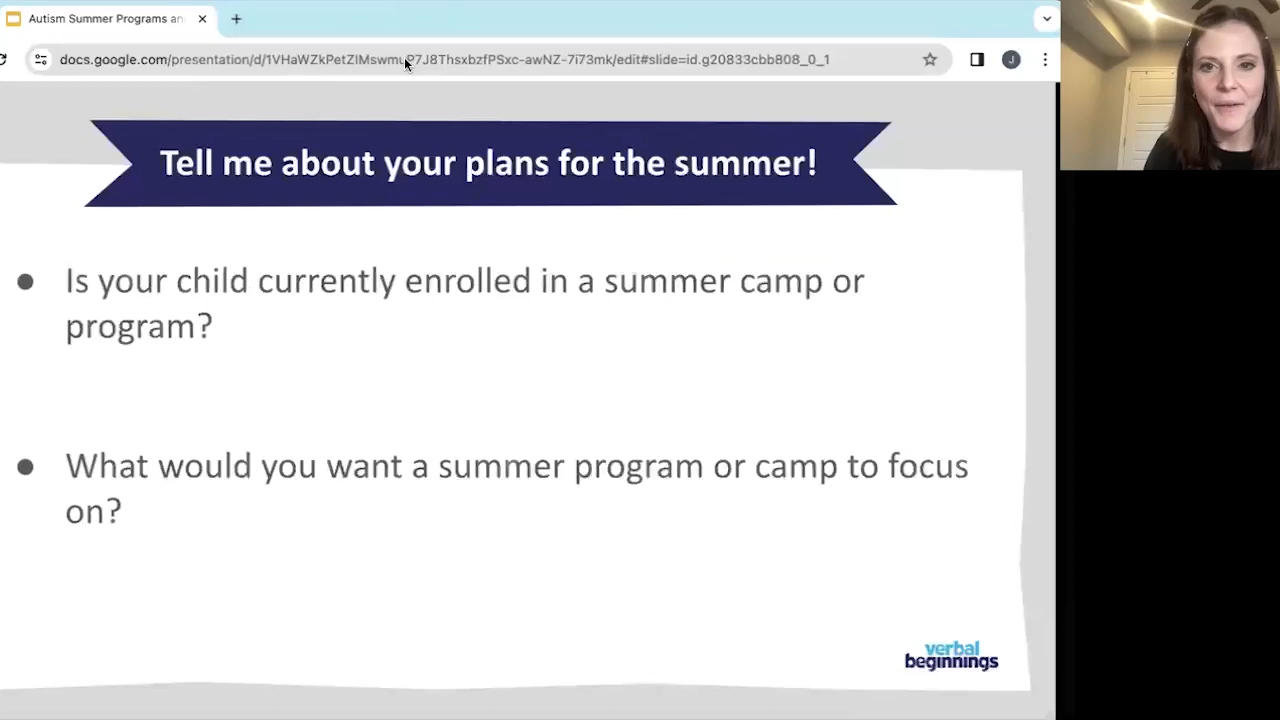 Autism Summer Programs an
docs.google.com/presentation/d/1VHaWZkPetZIMswmuP7J8ThsxbzfPSxc-awNZ-7i73mk/edit#slide=id.g20833cbb808_0_1
J
Tell me about your plans for the summer!
● Is your child currently enrolled in a summer camp or
program?
● What would you want a summer program or camp to focus
on?
verbal
beginnings